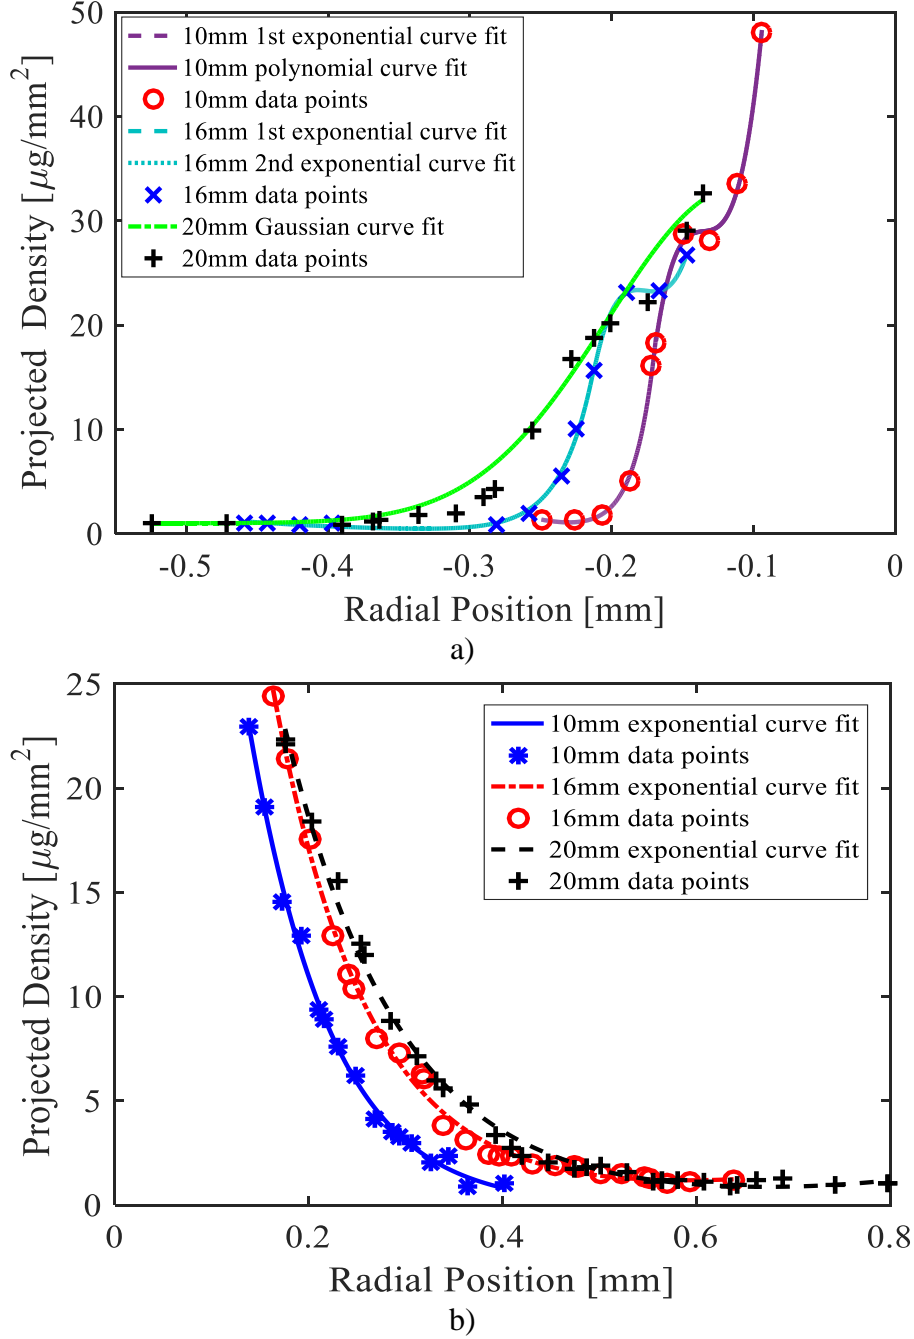 50
40
30
20
10
0
Projected Density [μg/mm²]
10mm 1st exponential curve fit
10mm polynomial curve fit
10mm data points
16mm 1st exponential curve fit
16mm 2nd exponential curve fit
16mm data points
20mm Gaussian curve fit
20mm data points
-0.5 -0.4 -0.3 -0.2 -0.1 0
Radial Position [mm]
a)
25
20
15
10
5
0
Projected Density [μg/mm²]
10mm exponential curve fit
10mm data points
16mm exponential curve fit
16mm data points
20mm exponential curve fit
20mm data points
0 0.2 0.4 0.6 0.8
Radial Position [mm]
b)